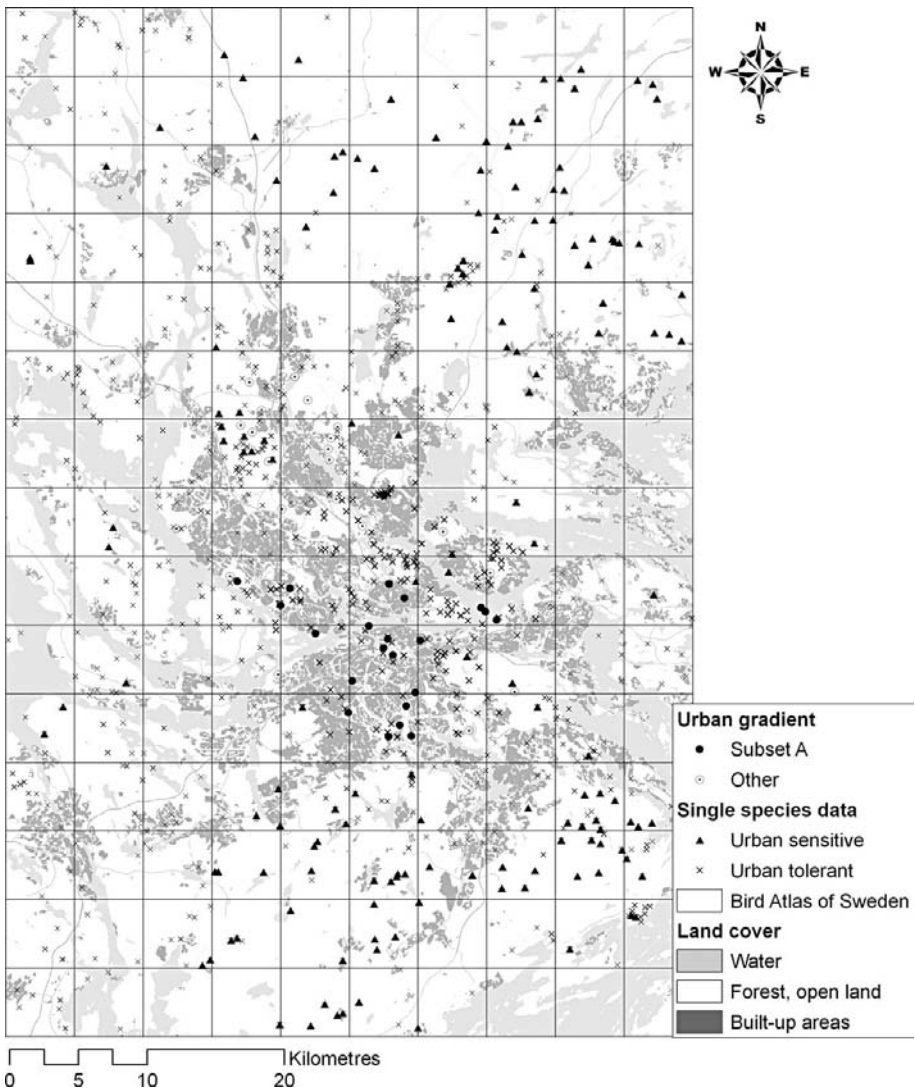 N
W
E
S
Urban gradient
Subset A
Other
Single species data
Urban sensitive
Urban tolerant
Bird Atlas of Sweden
Land cover
Water
Forest, open land
Built-up areas
Kilometres
0 5 10 20